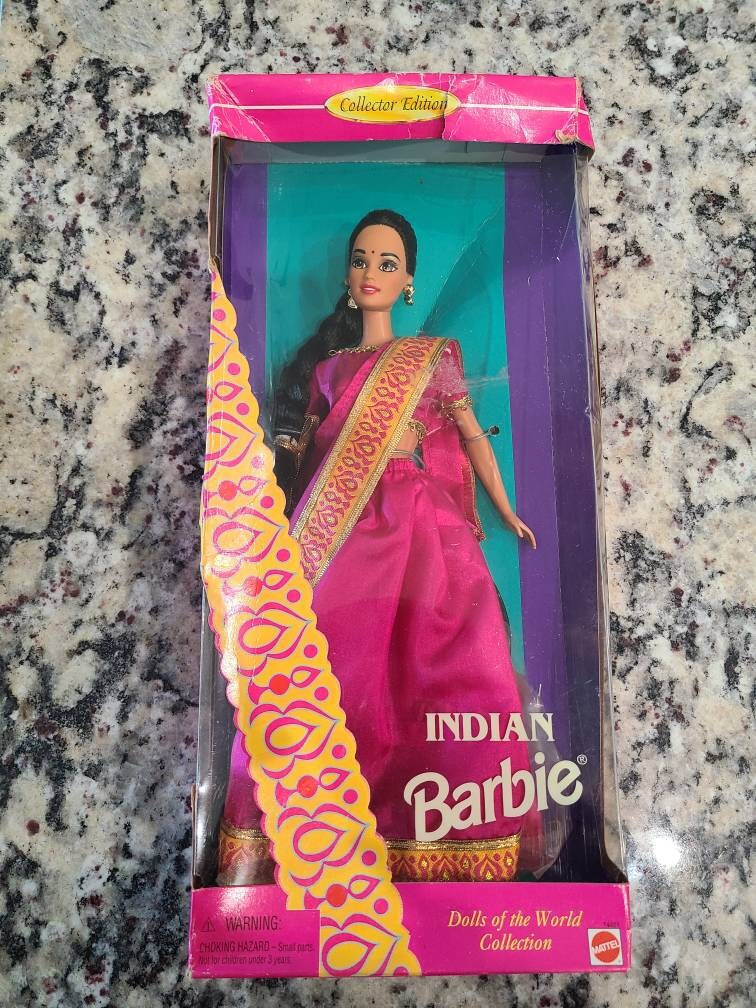 Collector Edition
INDIAN
Barbie®
⚠ WARNING:
CHOKING HAZARD – Small parts.
Not for children under 3 years.
Dolls of the World
Collection
MATTEL